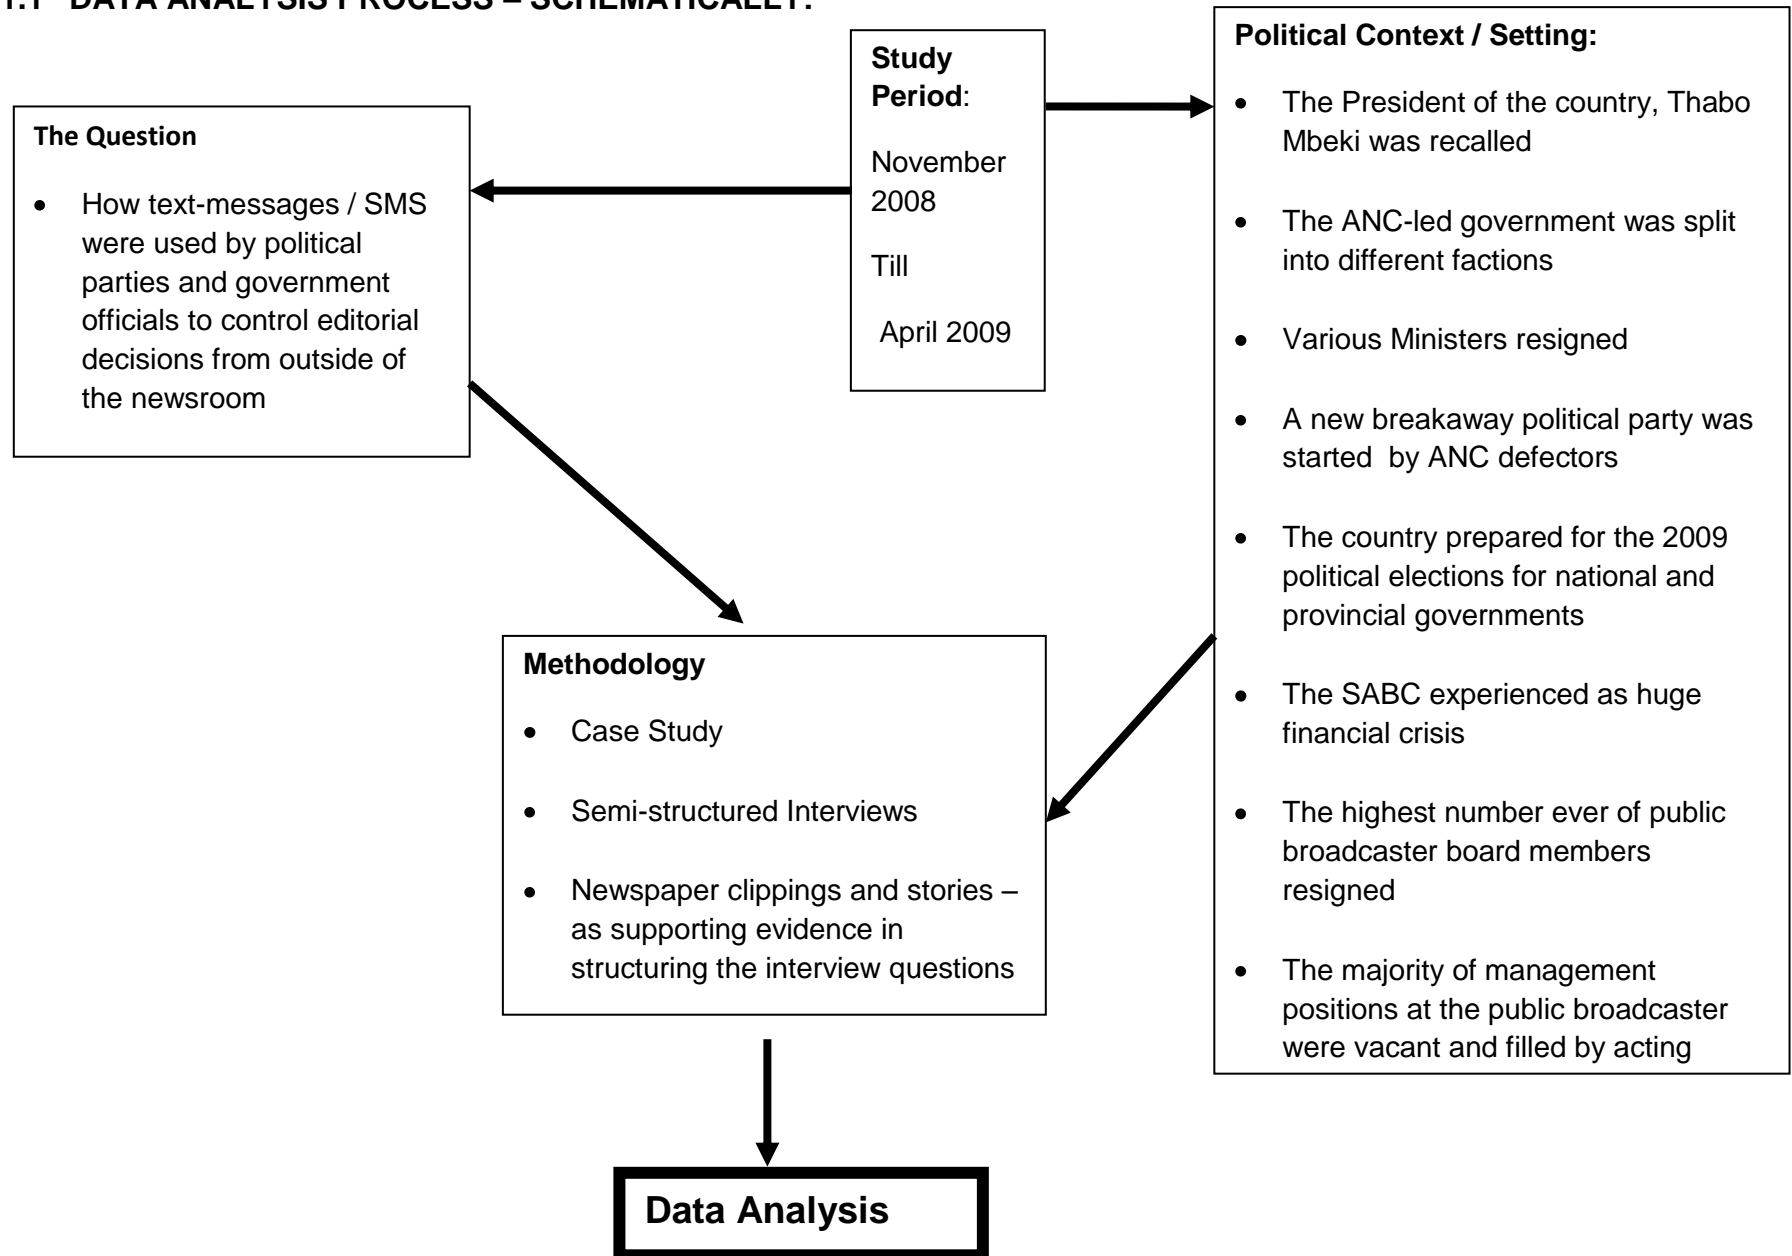 DATA ANALYSIS PROCESS – SCHEMATICALLY:
Study
Period:
November
2008
Till
April 2009
The Question
• How text-messages / SMS
were used by political
parties and government
officials to control editorial
decisions from outside of
the newsroom
Political Context / Setting:
• The President of the country, Thabo
Mbeki was recalled
• The ANC-led government was split
into different factions
• Various Ministers resigned
• A new breakaway political party was
started by ANC defectors
• The country prepared for the 2009
political elections for national and
provincial governments
• The SABC experienced as huge
financial crisis
• The highest number ever of public
broadcaster board members
resigned
• The majority of management
positions at the public broadcaster
were vacant and filled by acting
Methodology
• Case Study
• Semi-structured Interviews
• Newspaper clippings and stories –
as supporting evidence in
structuring the interview questions
Data Analysis